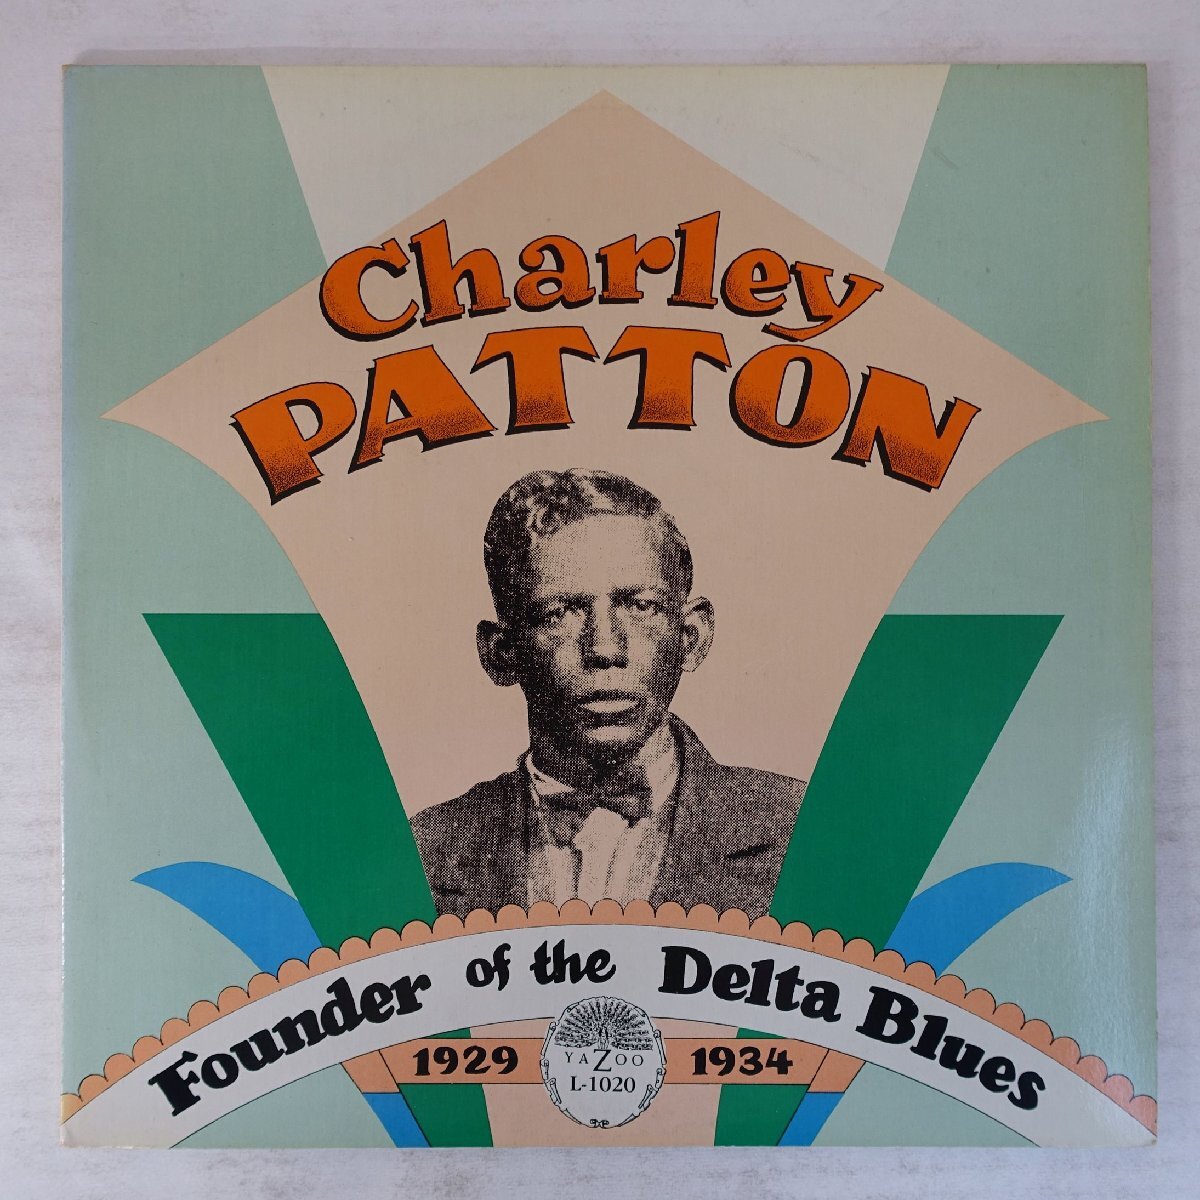 Charley
PATTON
Founder of the Delta Blues
1929
YAZOO
L-1020
1934